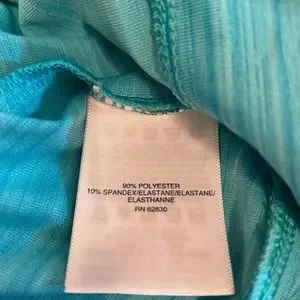 90% POLYESTER
10% SPANDEX/ELASTANE/ELASTANE/
ELASTHANNE
RN 62830